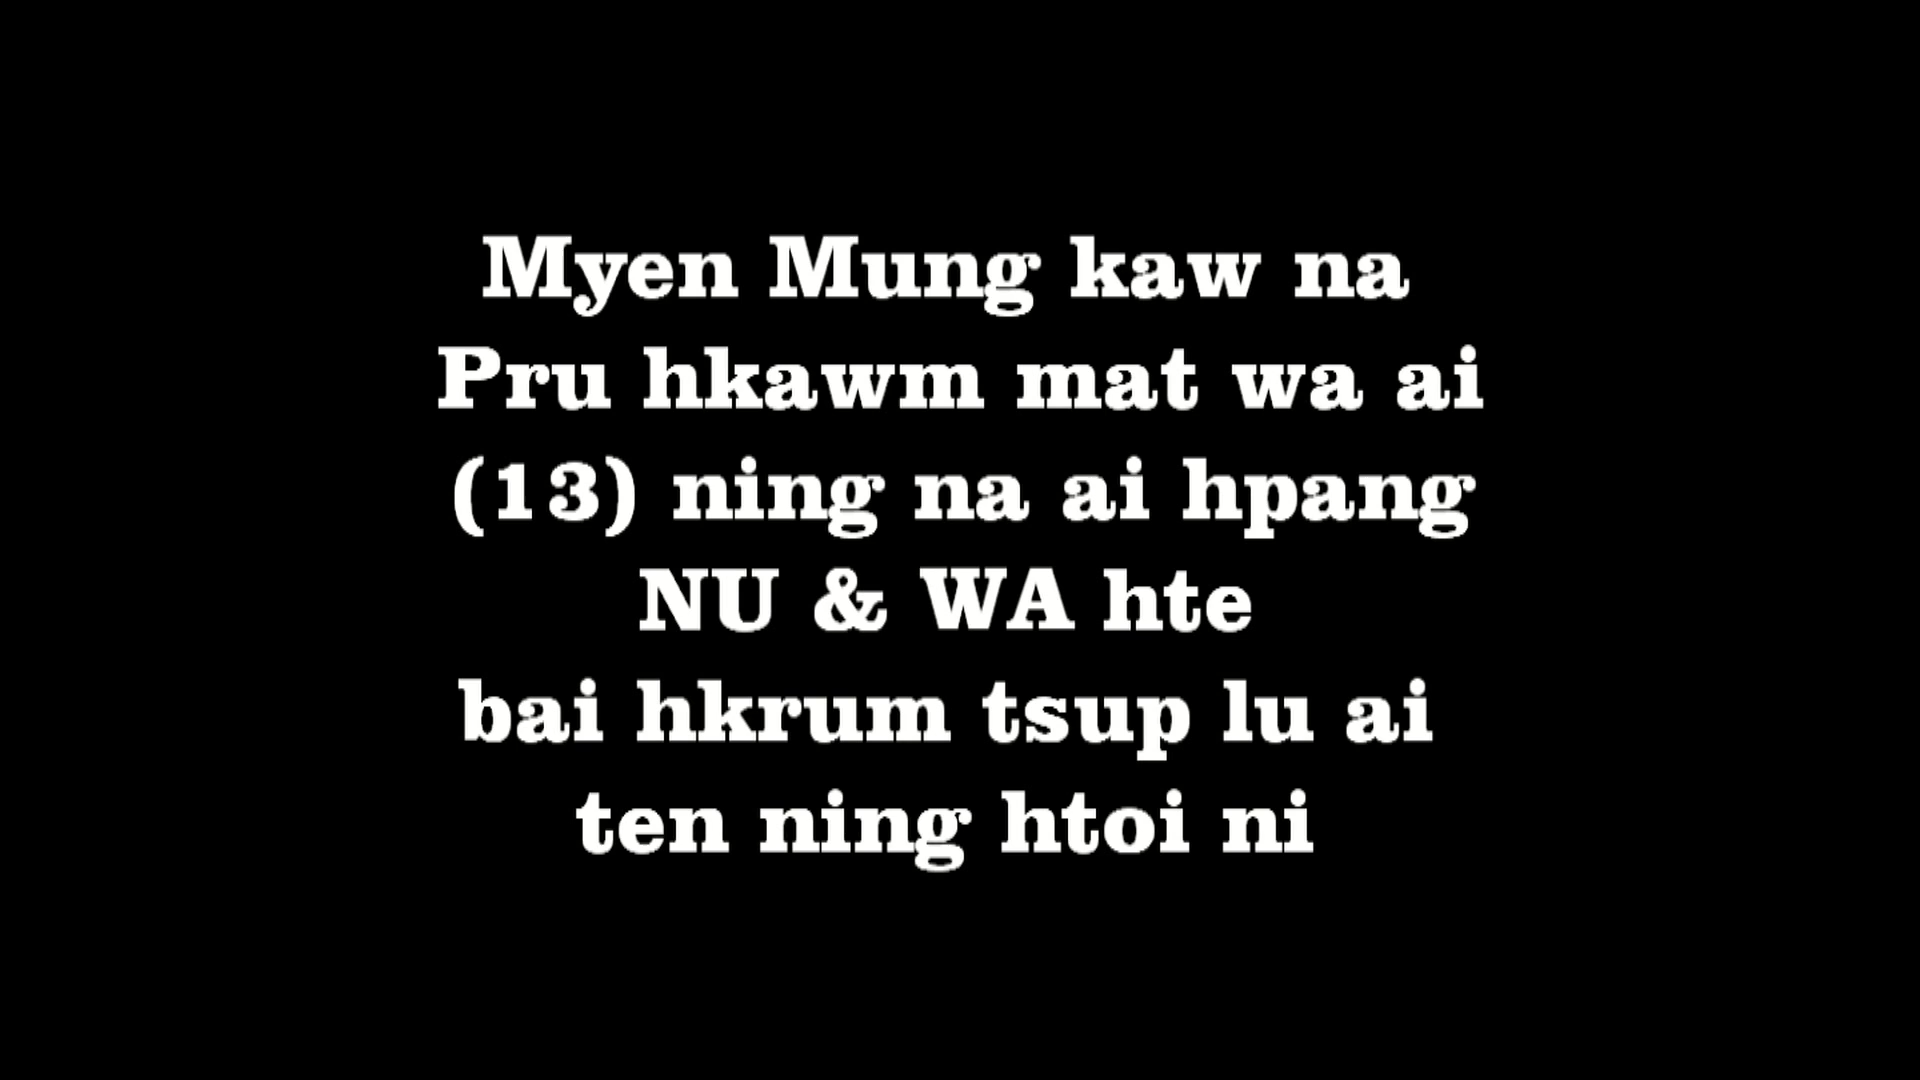 Myen Mung kaw na
Pru hkawm mat wa ai
(13) ning na ai hpang
NU & WA hte
bai hkrum tsup lu ai
ten ning htoi ni